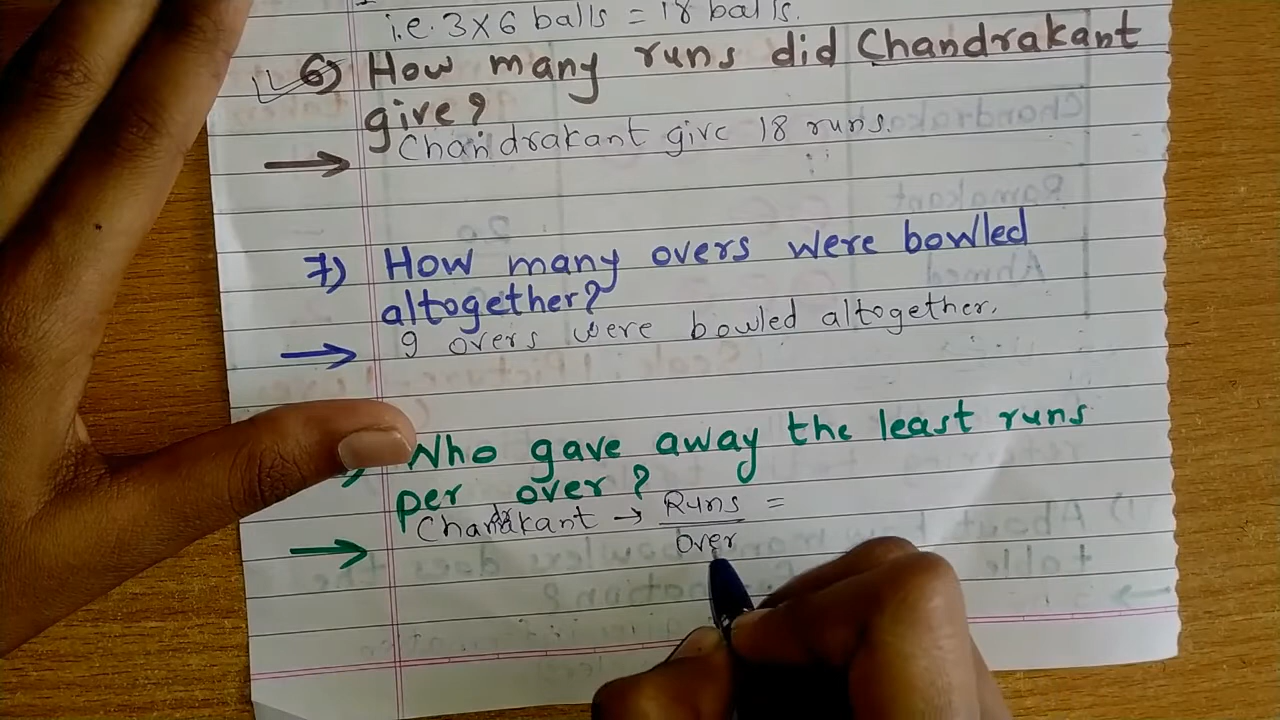 i.e. 3 X 6 balls = 18 balls.
6) How many runs did Chandrakant
give?
Chandrakant give 18 runs.
7) How many overs were bowled
altogether?
9 overs were bowled altogether.
Who gave away the least runs
per over?
Chandrakant → Runs =
over